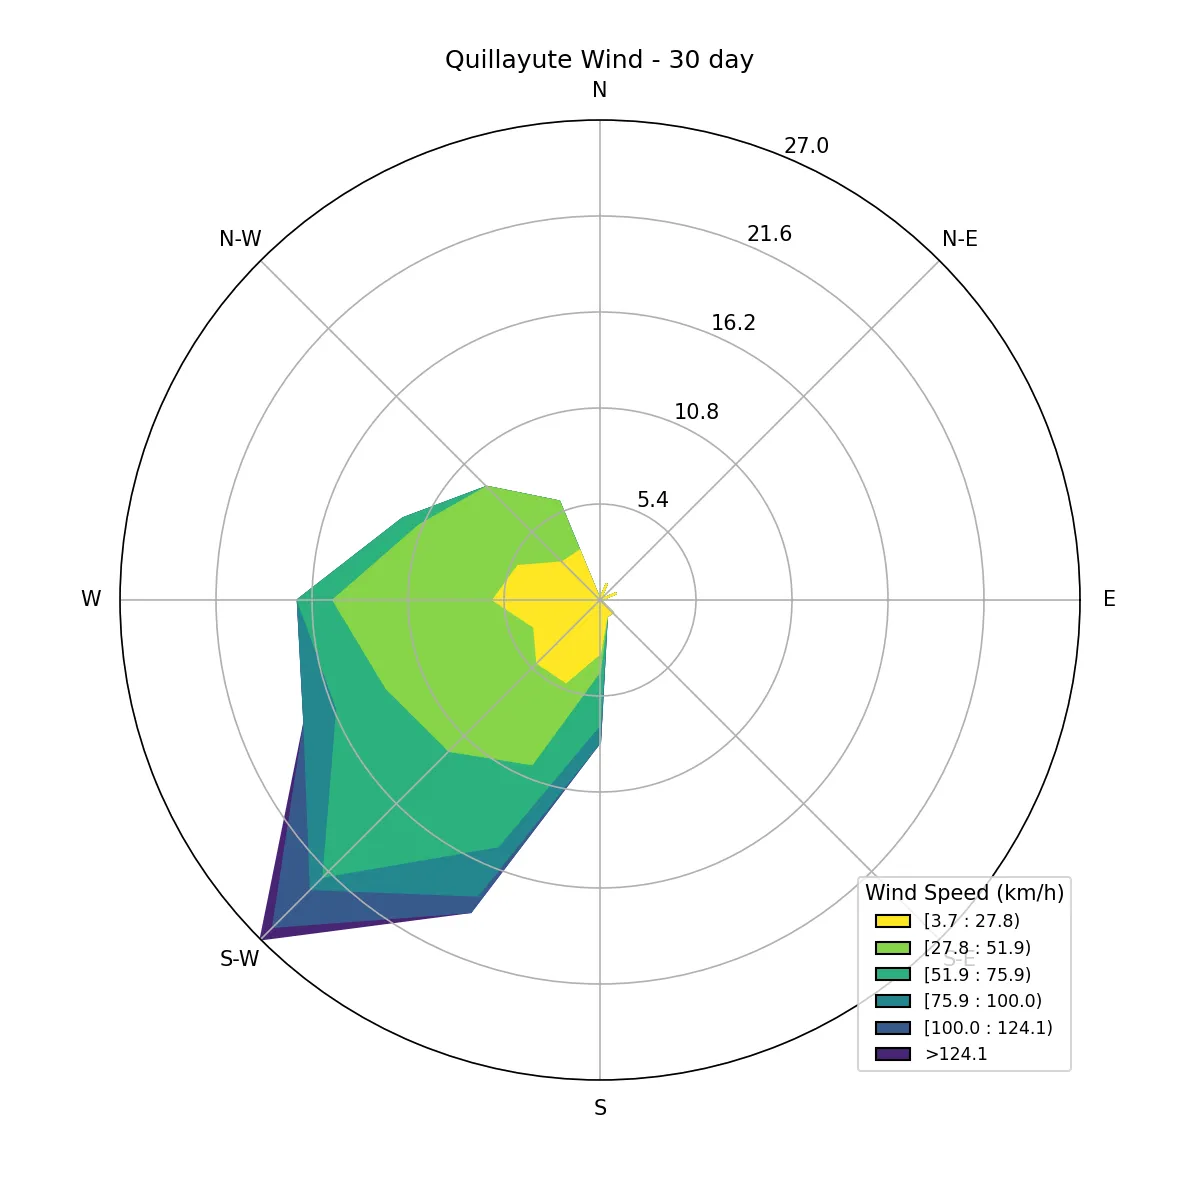 Quillayute Wind - 30 day
N
27.0
21.6
N-W
N-E
16.2
10.8
5.4
W
E
S-W
S-E
S
Wind Speed (km/h)
[3.7 : 27.8)
[27.8 : 51.9)
[51.9 : 75.9)
[75.9 : 100.0)
[100.0 : 124.1)
>124.1